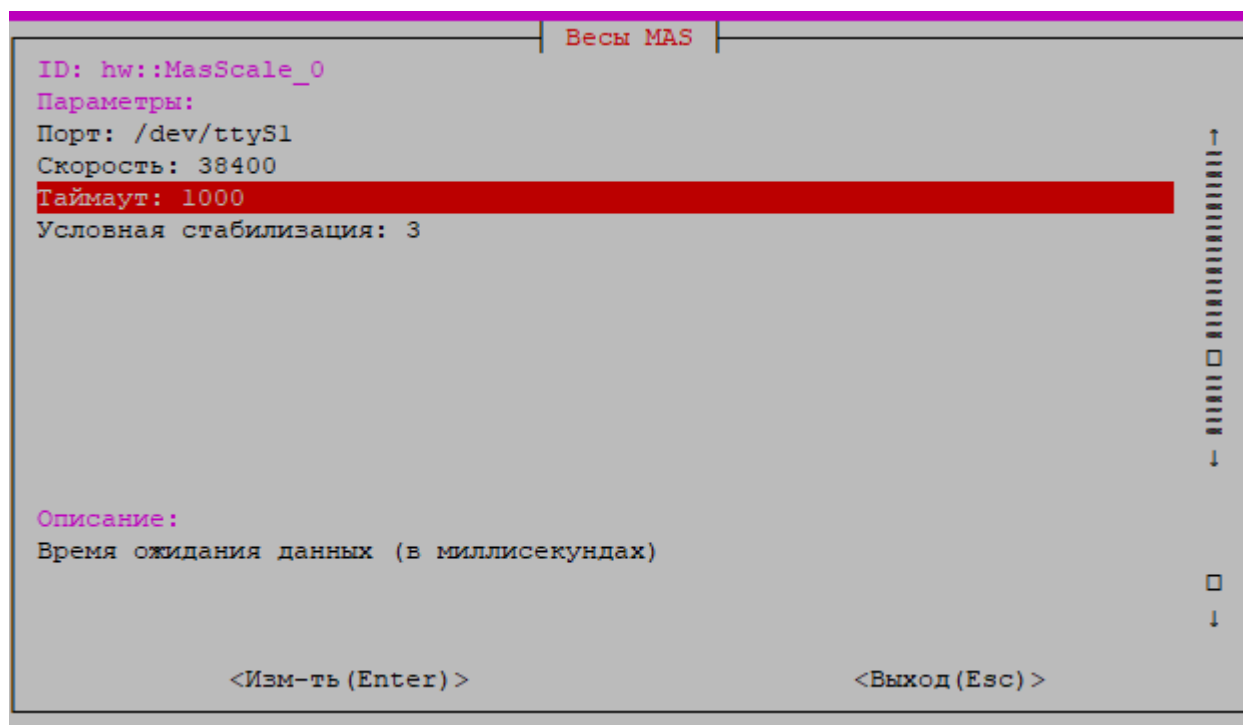 Весы MAS
ID: hw::MasScale_0
Параметры:
Порт: /dev/ttyS1
Скорость: 38400
Таймаут: 1000
Условная стабилизация: 3
Описание:
Время ожидания данных (в миллисекундах)
<Изм-ть(Enter)> <Выход(Esc)>